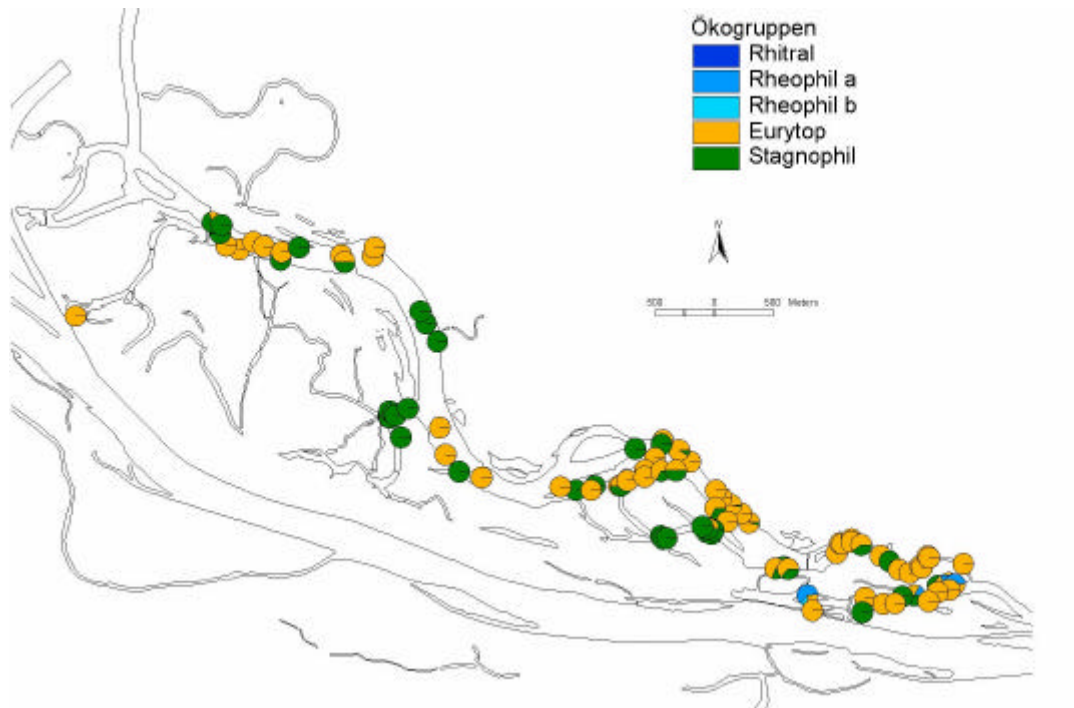 Ökogruppen
Rhitral
Rheophil a
Rheophil b
Eurytop
Stagnophil
N
500 0 500 Meters